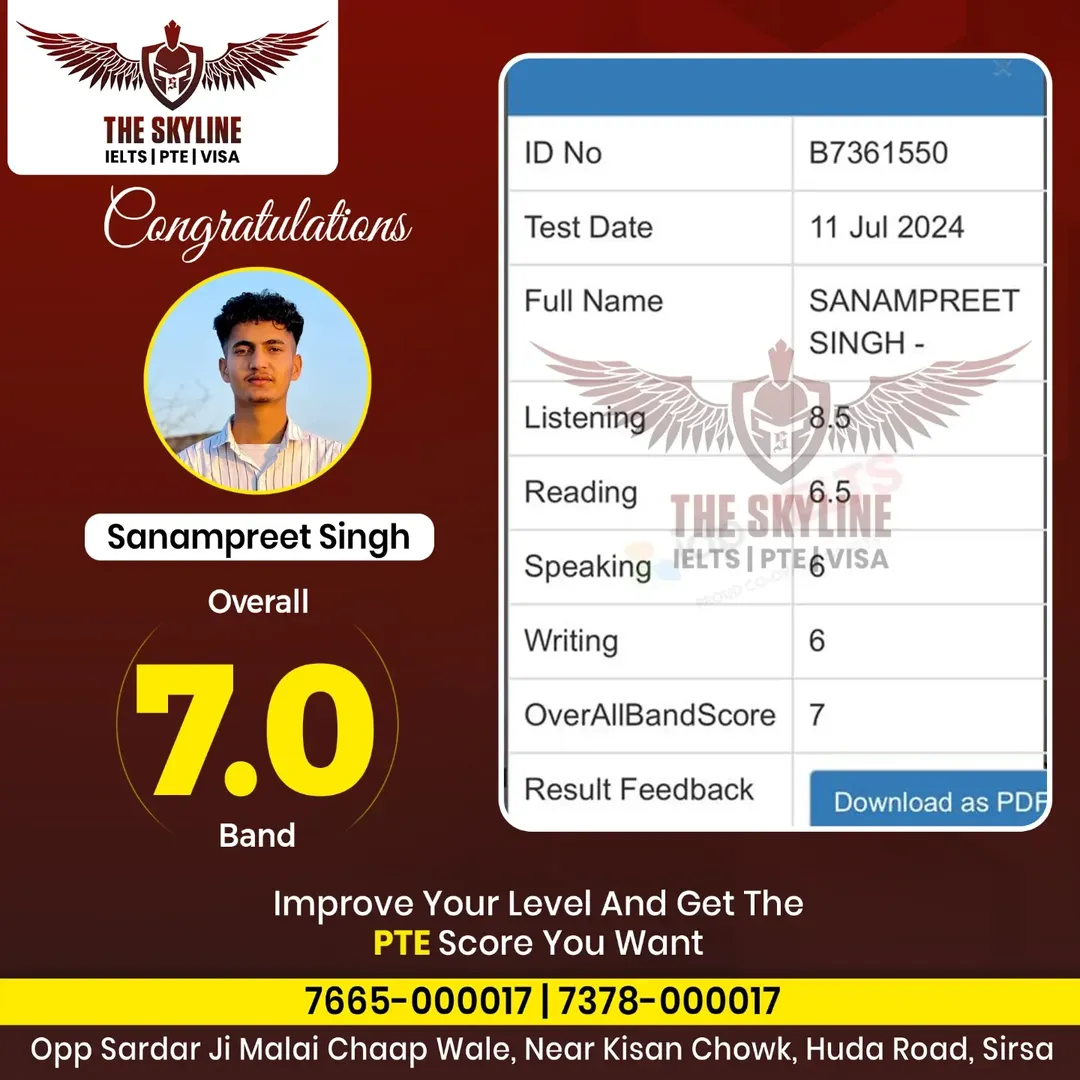 THE SKYLINE
IELTS | PTE | VISA
Congratulations
Sanampreet Singh
Overall
7.0
Band
ID No B7361550
Test Date 11 Jul 2024
Full Name SANAMPREET
SINGH -
Listening 8.5
Reading 6.5
Speaking 6
Writing 6
OverAllBandScore 7
Result Feedback Download as PDF
THE SKYLINE
IELTS | PTE | VISA
Improve Your Level And Get The
PTE Score You Want
7665-000017 | 7378-000017
Opp Sardar Ji Malai Chaap Wale, Near Kisan Chowk, Huda Road, Sirsa